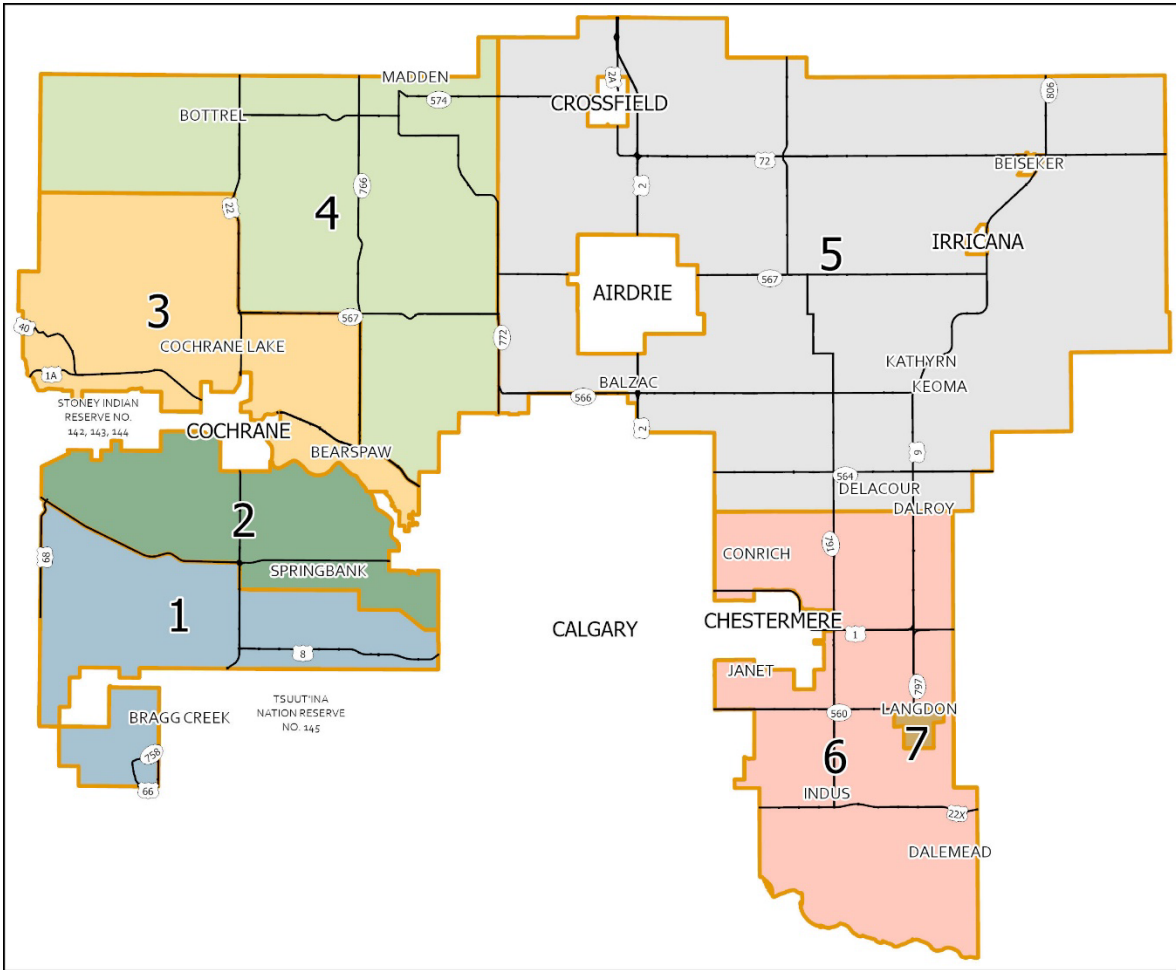 MADDEN
574
2A
CROSSFIELD
BOTTREL
806
72
BEISEKER
766
2
22
4
IRRICANA
5
567
AIRDRIE
3
567
40
COCHRANE LAKE
772
1A
KATHYRN
BALZAC
KEOMA
566
STONEY INDIAN
RESERVE NO.
142, 143, 144
COCHRANE
2
BEARSPAW
9
564
DELACOUR
2
DALROY
791
68
CONRICH
SPRINGBANK
1
CALGARY
CHESTERMERE
1
8
JANET
TSUUT'INA
NATION RESERVE
NO. 145
797
BRAGG CREEK
560
LANGDON
7
758
6
66
INDUS
22X
DALEMEAD